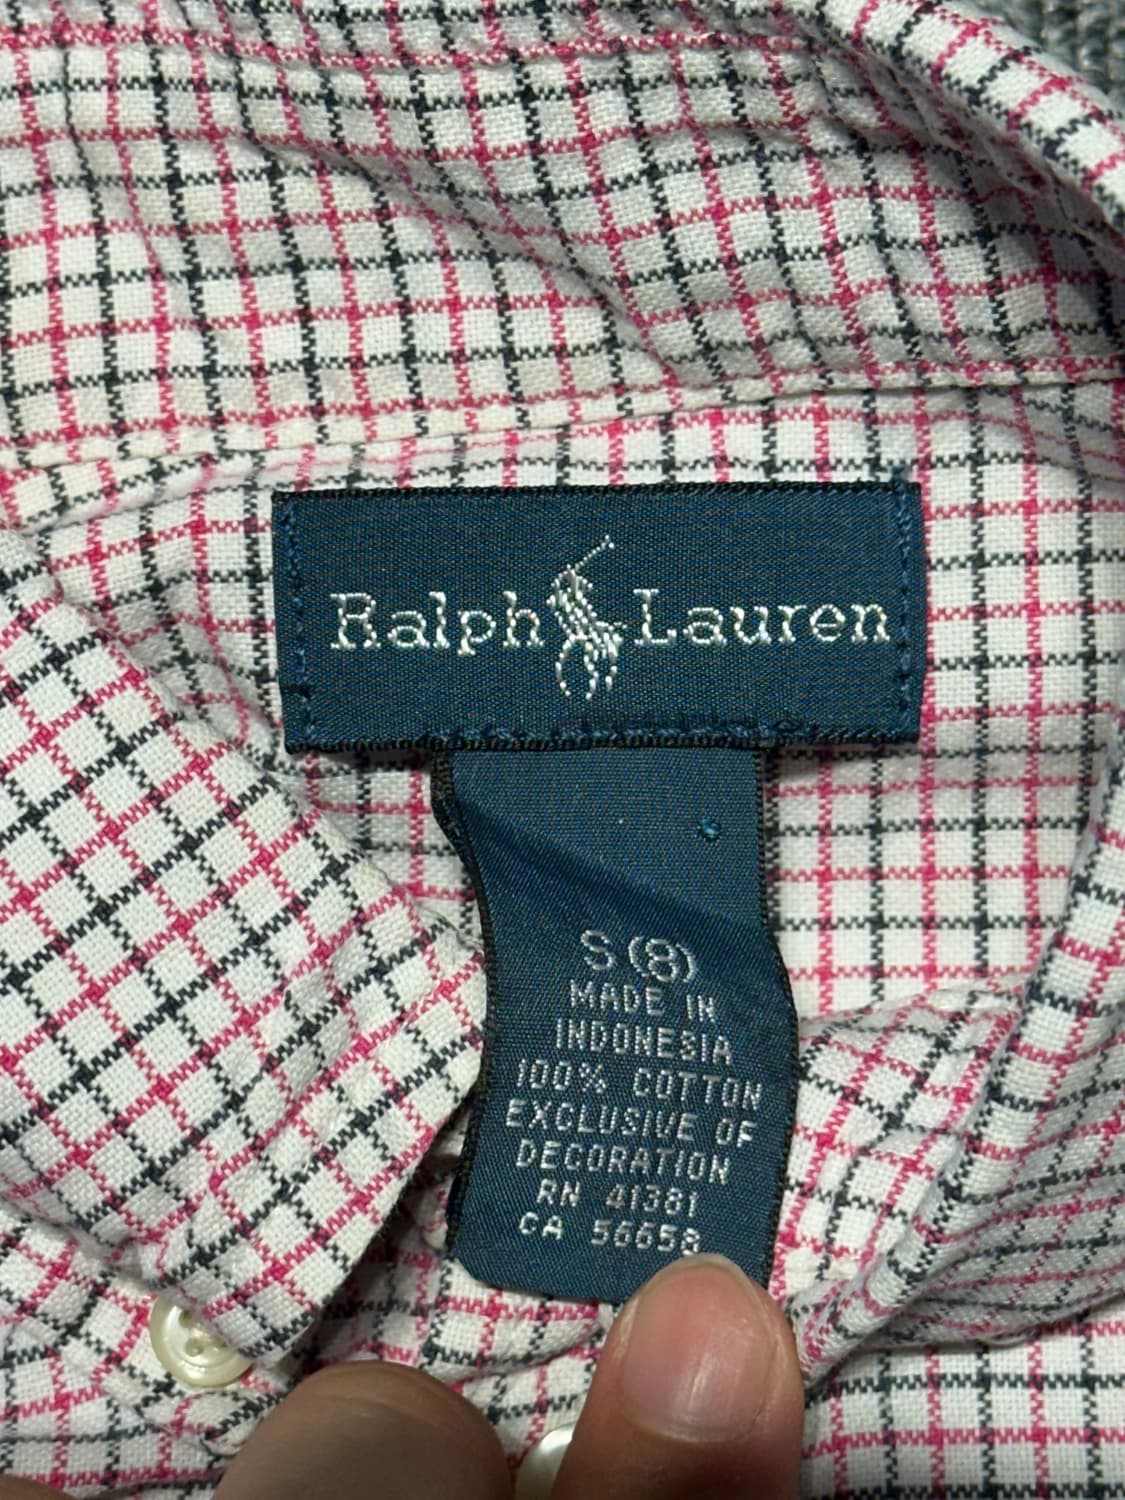 Ralph Lauren
S (8)
MADE IN
INDONESIA
100% COTTON
EXCLUSIVE OF
DECORATION
RN 41381
CA 56658